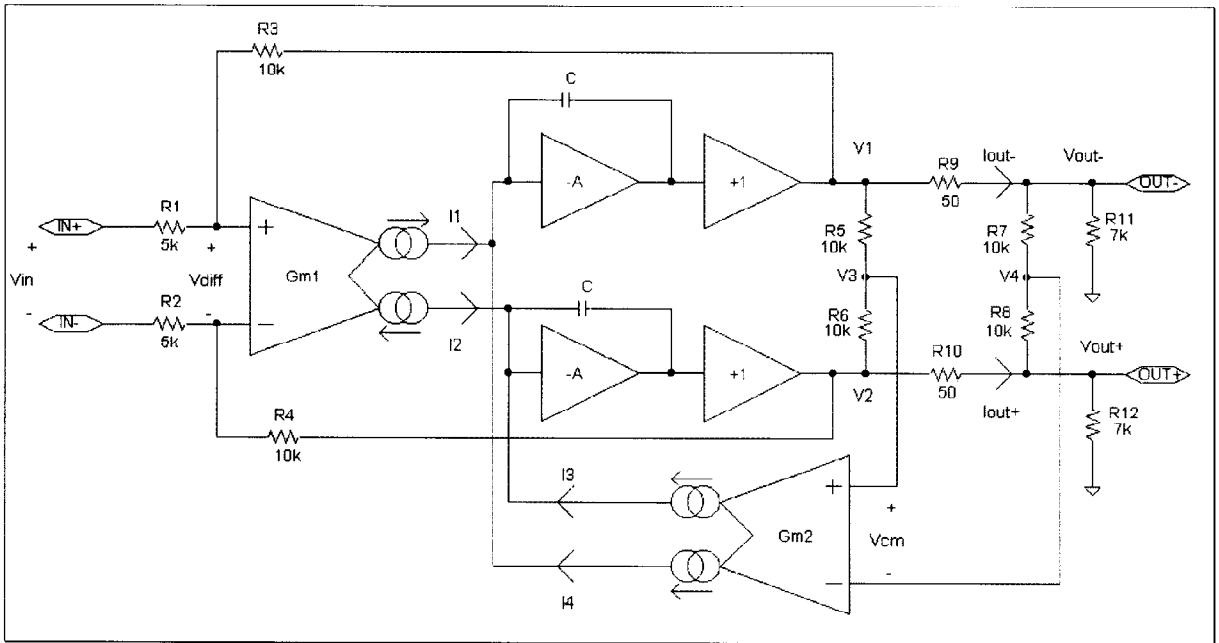 R3
10k
C
-A
+1
V1
R9
50
Iout-
Vout-
OUT-
R1
IN+
5k
+
Vin
-
+
Vdiff
-
+
Gm1
-
I1
R5
10k
R7
10k
R11
7k
V3
V4
R2
IN-
5k
I2
C
-A
+1
R6
10k
R8
10k
V2
R10
50
Iout+
Vout+
OUT+
R12
7k
R4
10k
I3
I4
+
Gm2
-
+
Vcm
-